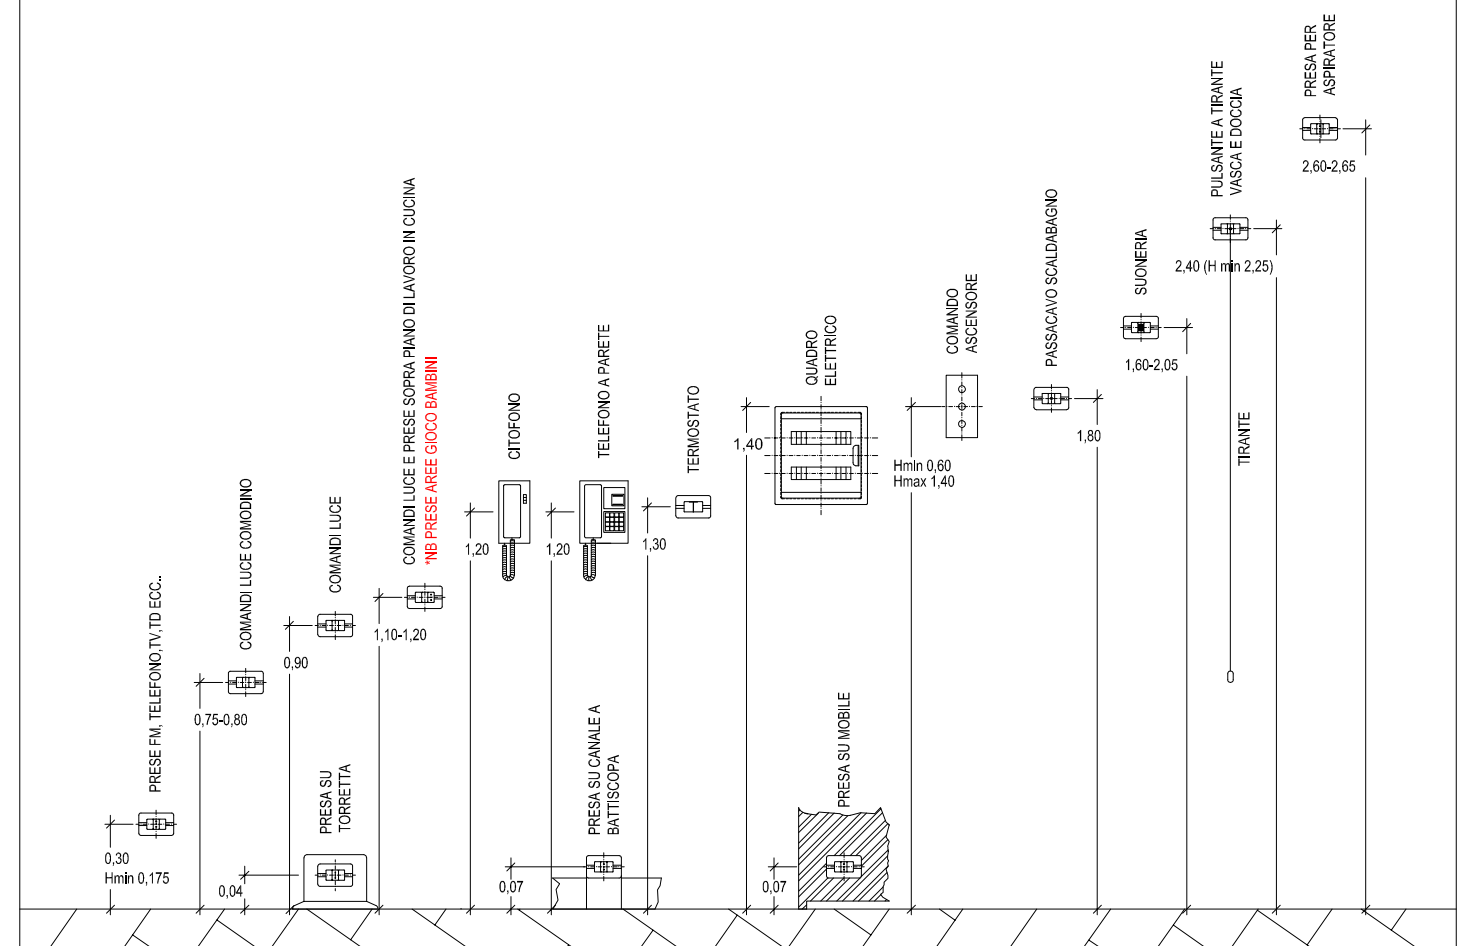 PRESE FM, TELEFONO,TV,TD ECC..
0,30
Hmin 0,175
COMANDI LUCE COMODINO
0,75-0,80
COMANDI LUCE
0,90
PRESA SU
TORRETTA
0,04
COMANDI LUCE E PRESE SOPRA PIANO DI LAVORO IN CUCINA
*NB PRESE AREE GIOCO BAMBINI
1,10-1,20
CITOFONO
1,20
TELEFONO A PARETE
1,20
PRESA SU CANALE A
BATTISCOPA
0,07
TERMOSTATO
1,30
QUADRO
ELETTRICO
1,40
PRESA SU MOBILE
0,07
COMANDO
ASCENSORE
Hmin 0,60
Hmax 1,40
PASSACAVO SCALDABAGNO
1,80
SUONERIA
1,60-2,05
PULSANTE A TIRANTE
VASCA E DOCCIA
2,40 (H min 2,25)
TIRANTE
PRESA PER
ASPIRATORE
2,60-2,65